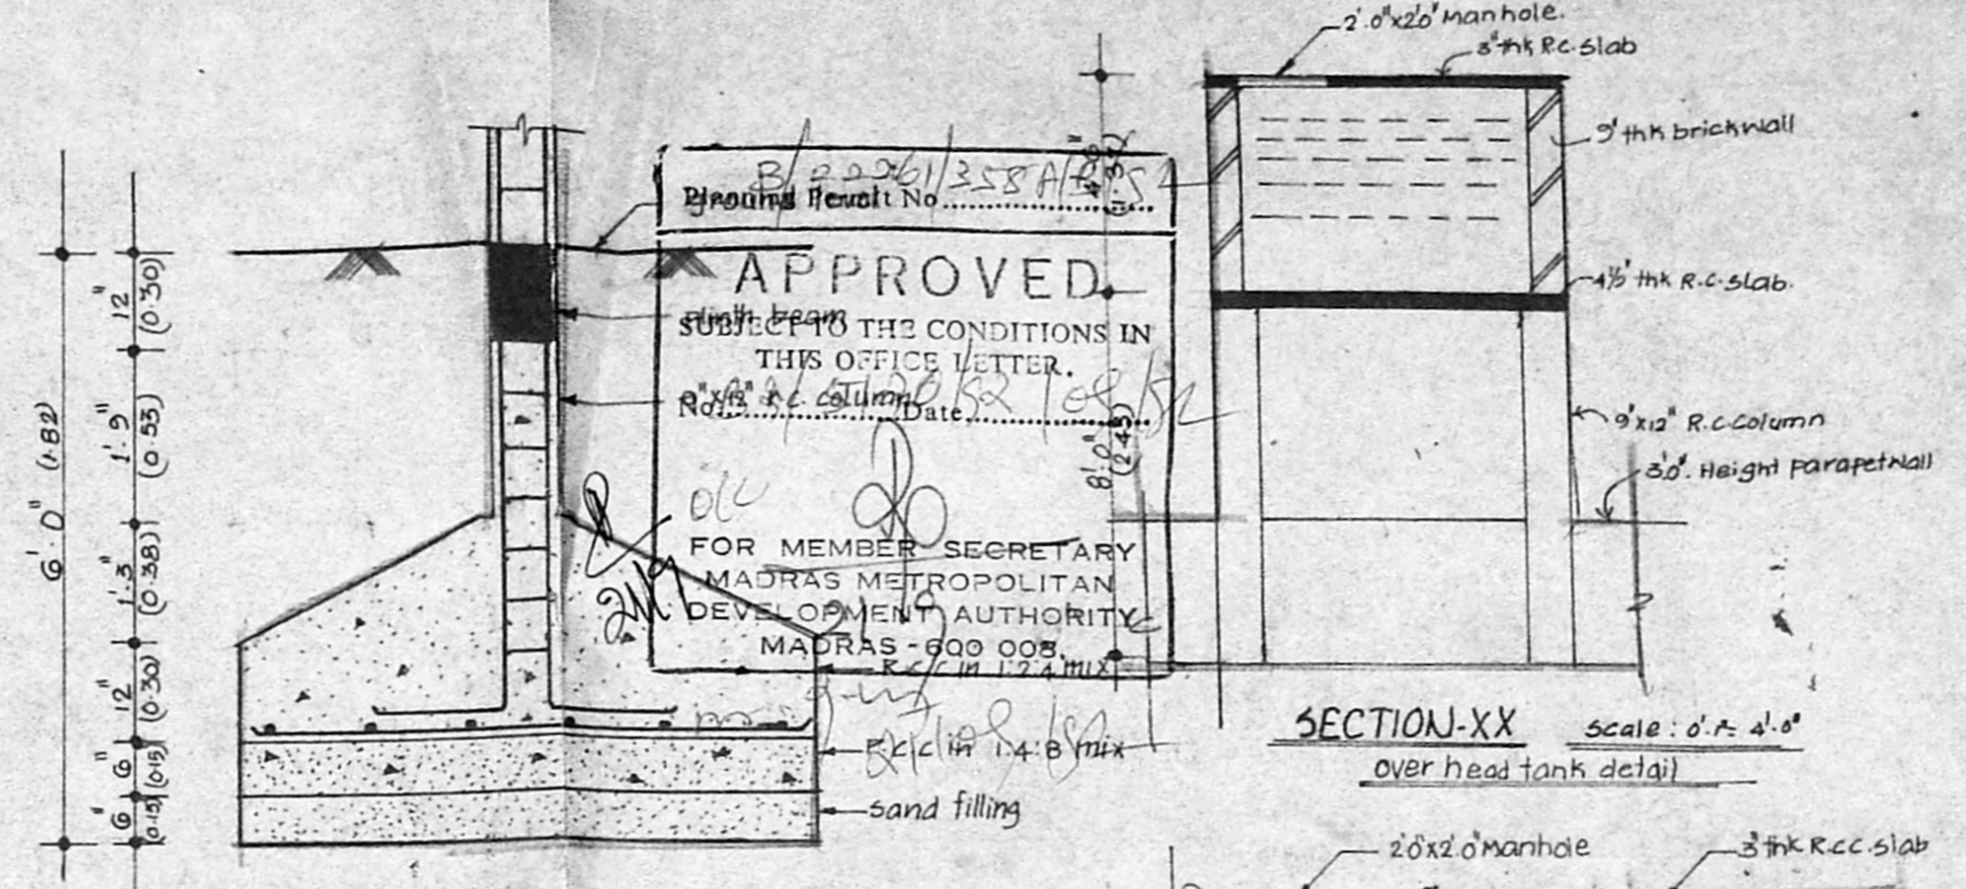 2'.0"x2'.0" Manhole.
3" thk R.C. Slab
9" thk brickwall
4½" thk R.C. Slab.
9"x12" R.C. Column
3'.0". Height parapet wall
8'.0"
(2.43)
SECTION-XX
Scale : 0'.1"= 4'.0"
over head tank detail
2'.0"x2'.0" Manhole
3" thk R.C.C. Slab
Planning Permit No
APPROVED
SUBJECT TO THE CONDITIONS IN
THIS OFFICE LETTER.
No. Date
FOR MEMBER SECRETARY
MADRAS METROPOLITAN
DEVELOPMENT AUTHORITY
MADRAS - 600 008.
ground level
plinth beam
9"x12" r.c. column
R.C.C in 1:2:4 mix
P.C.C in 1:4:8 mix
sand filling
6'.0" (1.82)
12"
(0.30)
1'.9"
(0.53)
1'.3"
(0.38)
12"
(0.30)
6"
(0.15)
6"
(0.15)